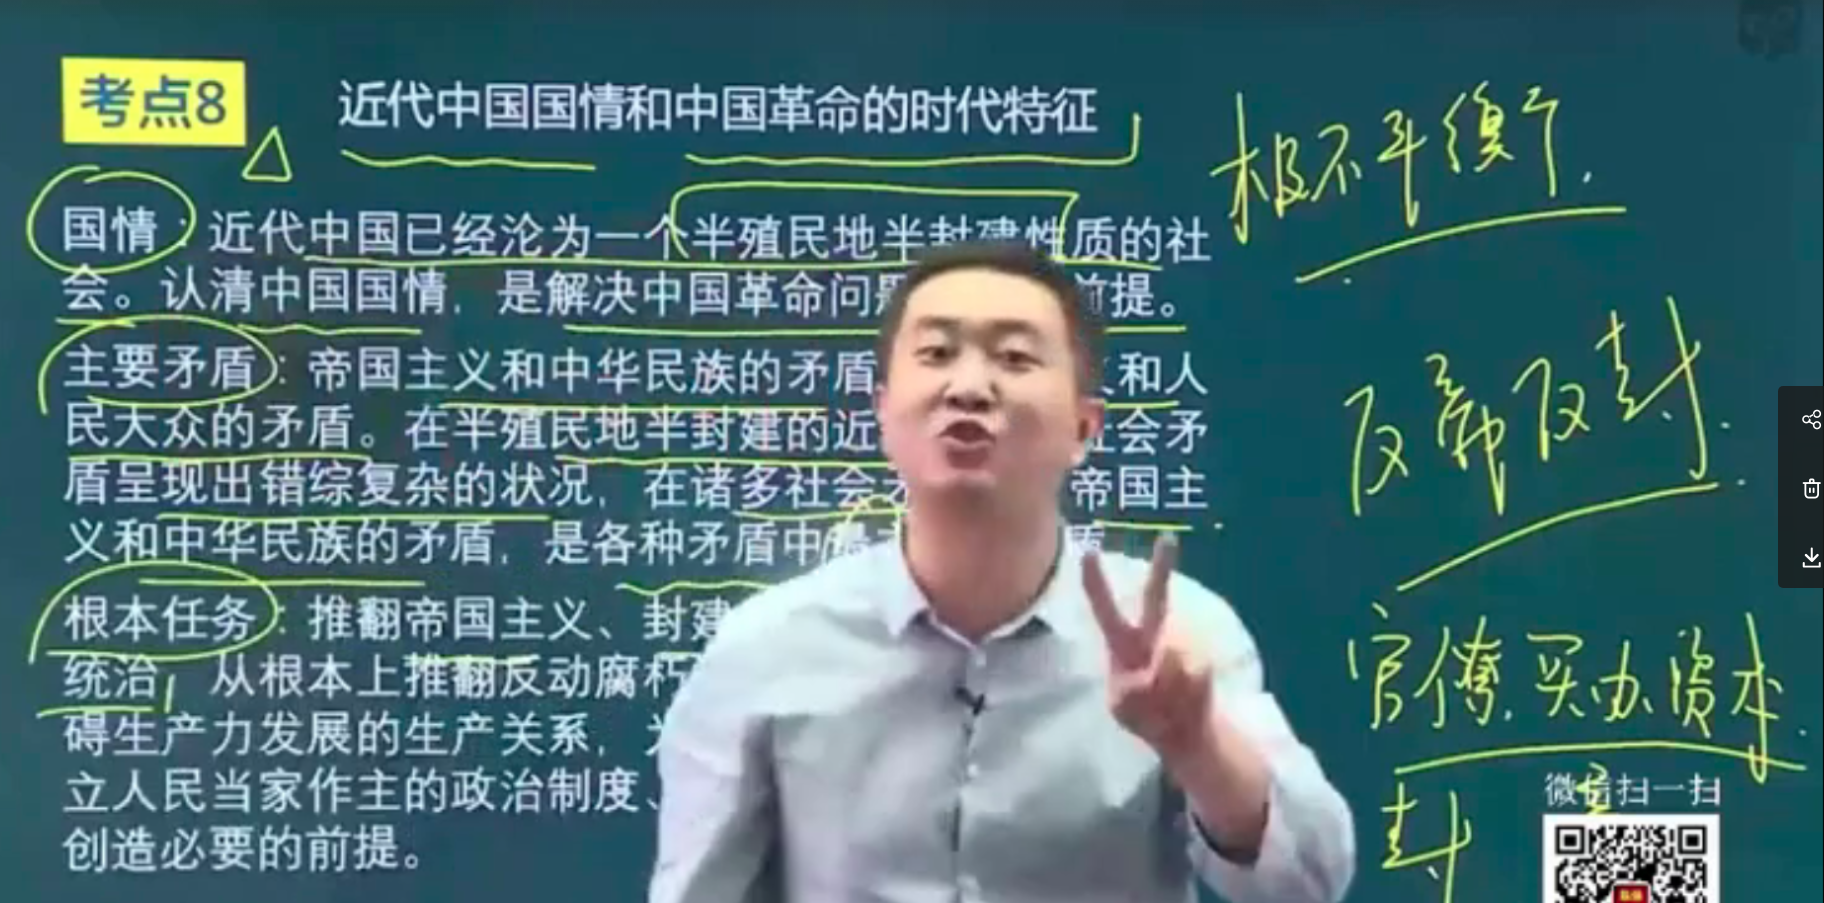 考点8
近代中国国情和中国革命的时代特征
国情：近代中国已经沦为一个半殖民地半封建性质的社
会。认清中国国情，是解决中国革命问 前提。
主要矛盾：帝国主义和中华民族的矛盾 和人
民大众的矛盾。在半殖民地半封建的近 社会矛
盾呈现出错综复杂的状况，在诸多社会 帝国主
义和中华民族的矛盾，是各种矛盾中
根本任务：推翻帝国主义、封建
统治，从根本上推翻反动腐朽
碍生产力发展的生产关系，
立人民当家作主的政治制度、
创造必要的前提。
极不平衡
反帝反封
官僚.买办.资本
封
微信扫一扫